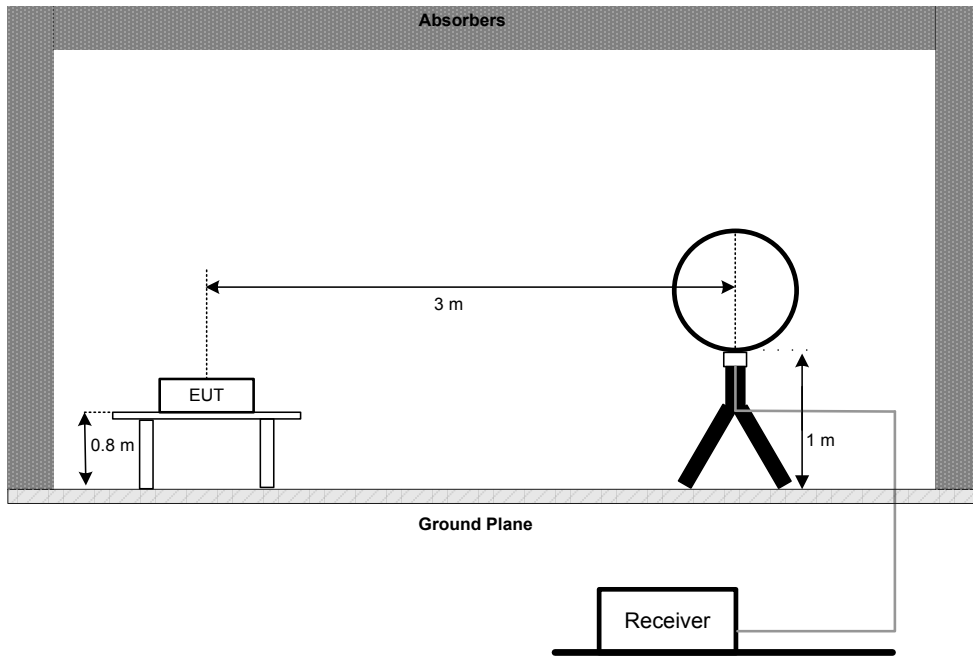 Absorbers
3 m
EUT
0.8 m
1 m
Ground Plane
Receiver